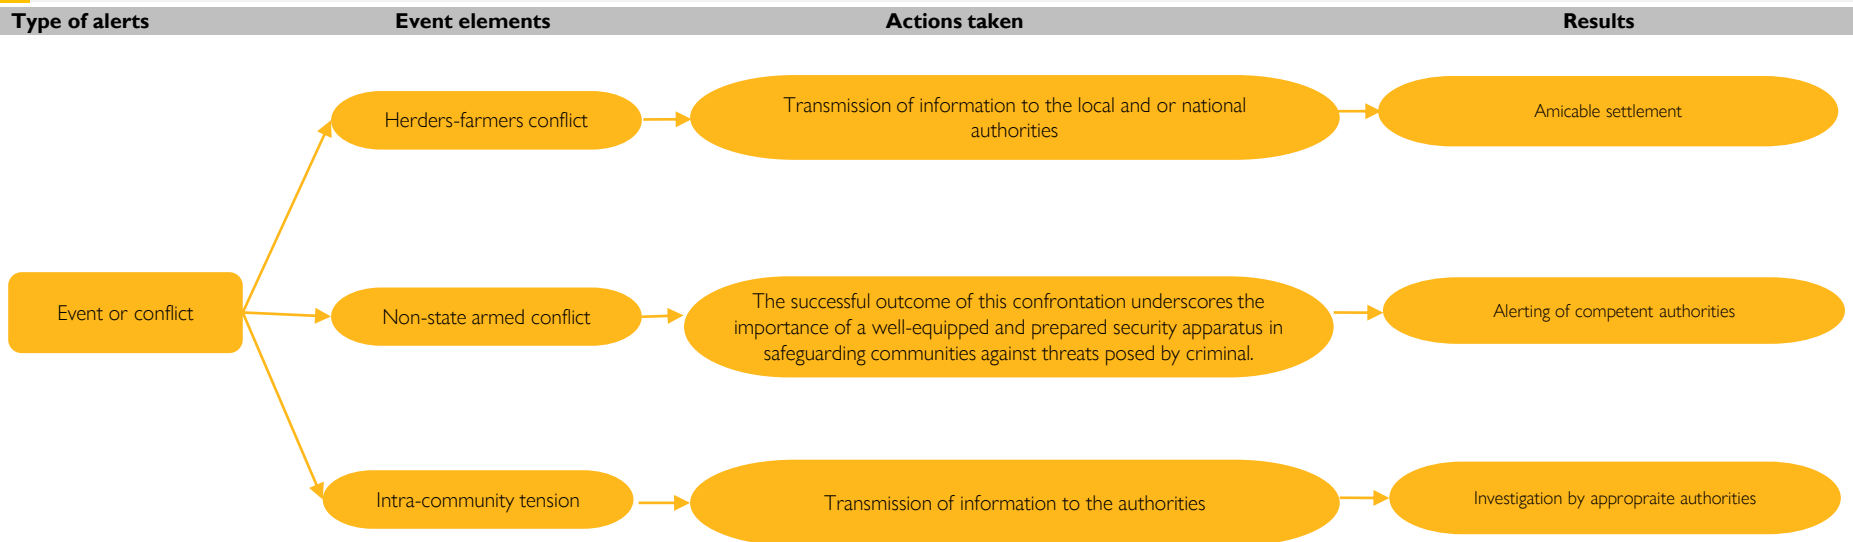 Type of alerts
Event elements
Actions taken
Results
Herders-farmers conflict
Transmission of information to the local and or national
authorities
Amicable settlement
Event or conflict
Non-state armed conflict
The successful outcome of this confrontation underscores the
importance of a well-equipped and prepared security apparatus in
safeguarding communities against threats posed by criminal.
Alerting of competent authorities
Intra-community tension
Transmission of information to the authorities
Investigation by appropraite authorities